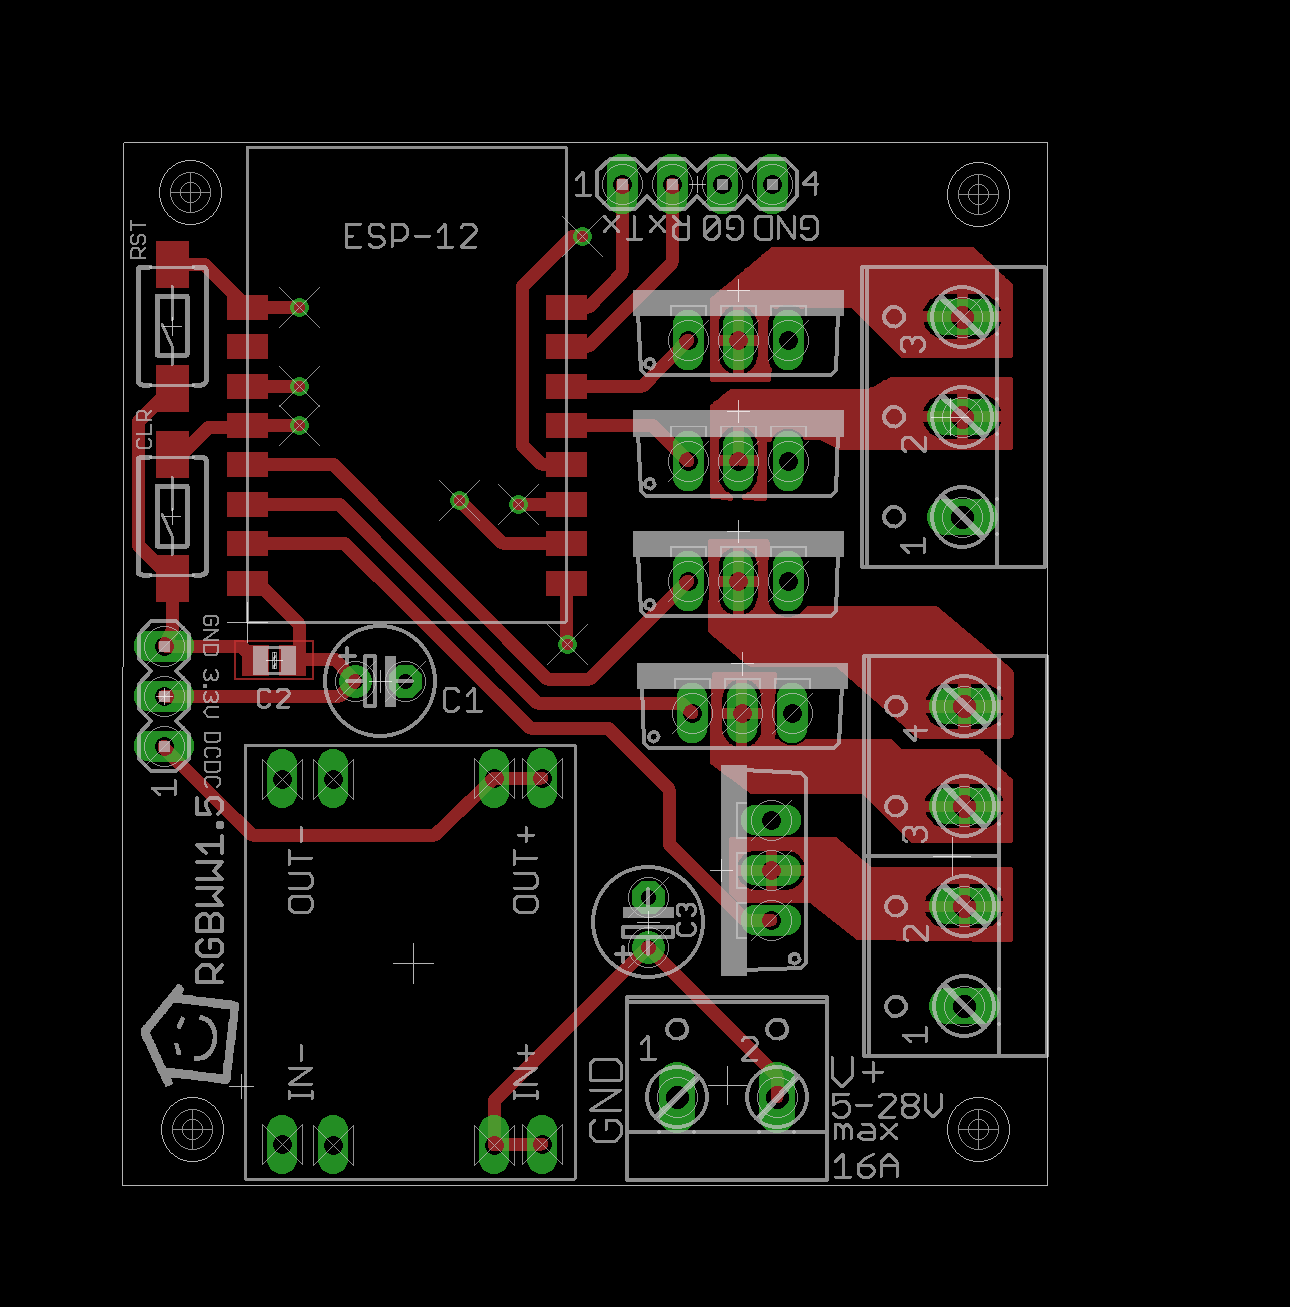 1
4
TX
RX
G0
GND
RST
ESP-12
3
CLR
2
1
GND
3.3V
DCDC
C2
C1
1
4
3
RGBWW1.5
OUT-
OUT+
C3
+
+
2
1
IN-
IN+
GND
1
2
V+
5-28V
max
16A